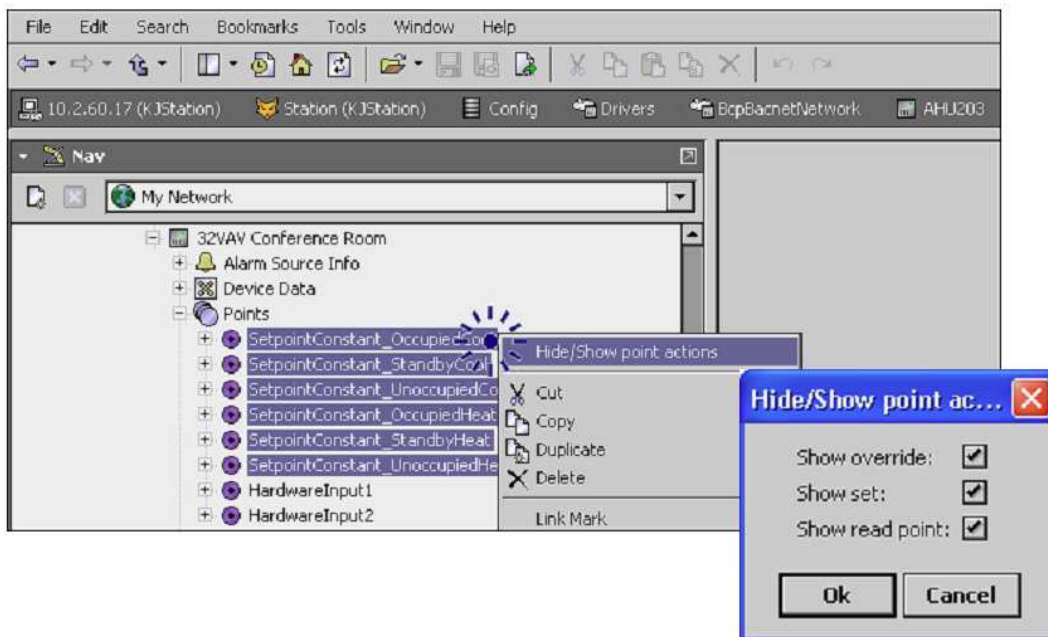 File Edit Search Bookmarks Tools Window Help
10.2.60.17 (KJStation) Station (KJStation) Config Drivers BcpBacnetNetwork AHU203
Nav
My Network
32VAV Conference Room
Alarm Source Info
Device Data
Points
SetpointConstant_OccupiedCool
SetpointConstant_StandbyCool
SetpointConstant_UnoccupiedCo
SetpointConstant_OccupiedHeat
SetpointConstant_StandbyHeat
SetpointConstant_UnoccupiedHe
HardwareInput1
HardwareInput2
Hide/Show point actions
Cut
Copy
Duplicate
Delete
Link Mark
Hide/Show point ac...
Show override:
Show set:
Show read point:
Ok Cancel